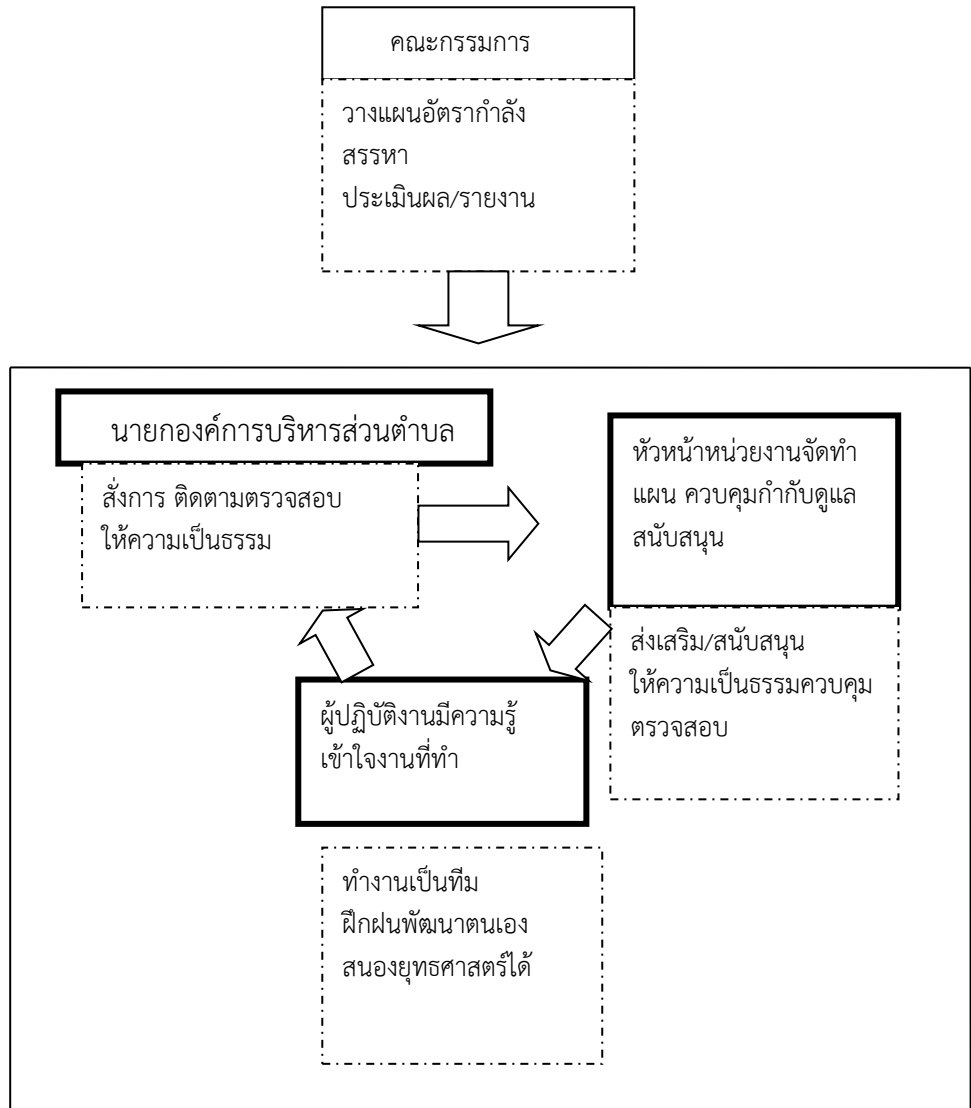 คณะกรรมการ
วางแผนอัตรากำลัง
สรรหา
ประเมินผล/รายงาน
นายกองค์การบริหารส่วนตำบล
สั่งการ ติดตามตรวจสอบ
ให้ความเป็นธรรม
หัวหน้าหน่วยงานจัดทำ
แผน ควบคุมกำกับดูแล
สนับสนุน
ส่งเสริม/สนับสนุน
ให้ความเป็นธรรมควบคุม
ตรวจสอบ
ผู้ปฏิบัติงานมีความรู้
เข้าใจงานที่ทำ
ทำงานเป็นทีม
ฝึกฝนพัฒนาตนเอง
สนองยุทธศาสตร์ได้